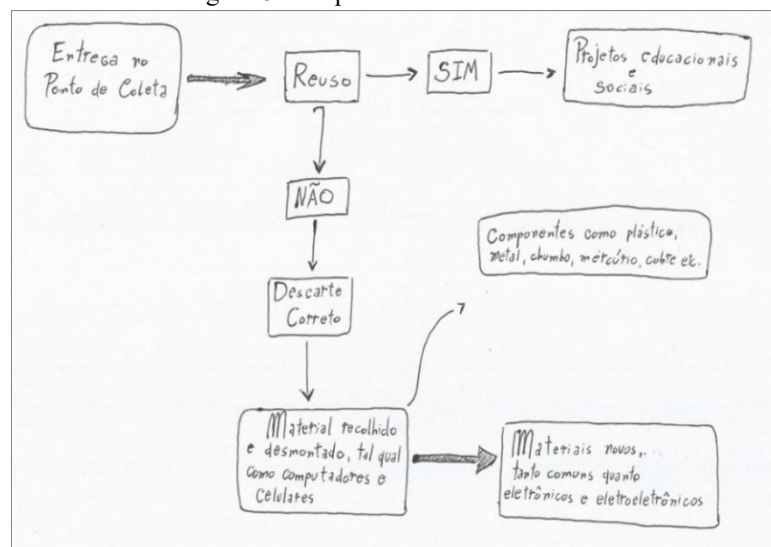 Entrega no
Ponto de Coleta
Reuso
SIM
Projetos educacionais
e
Sociais
NÃO
Componentes como plástico,
metal, chumbo, mercúrio, cobre etc.
Descarte
Correto
Material recolhido
e desmontado, tal qual
como computadores e
celulares
Materiais novos,
tanto comuns quanto
eletrônicos e eletroeletrônicos